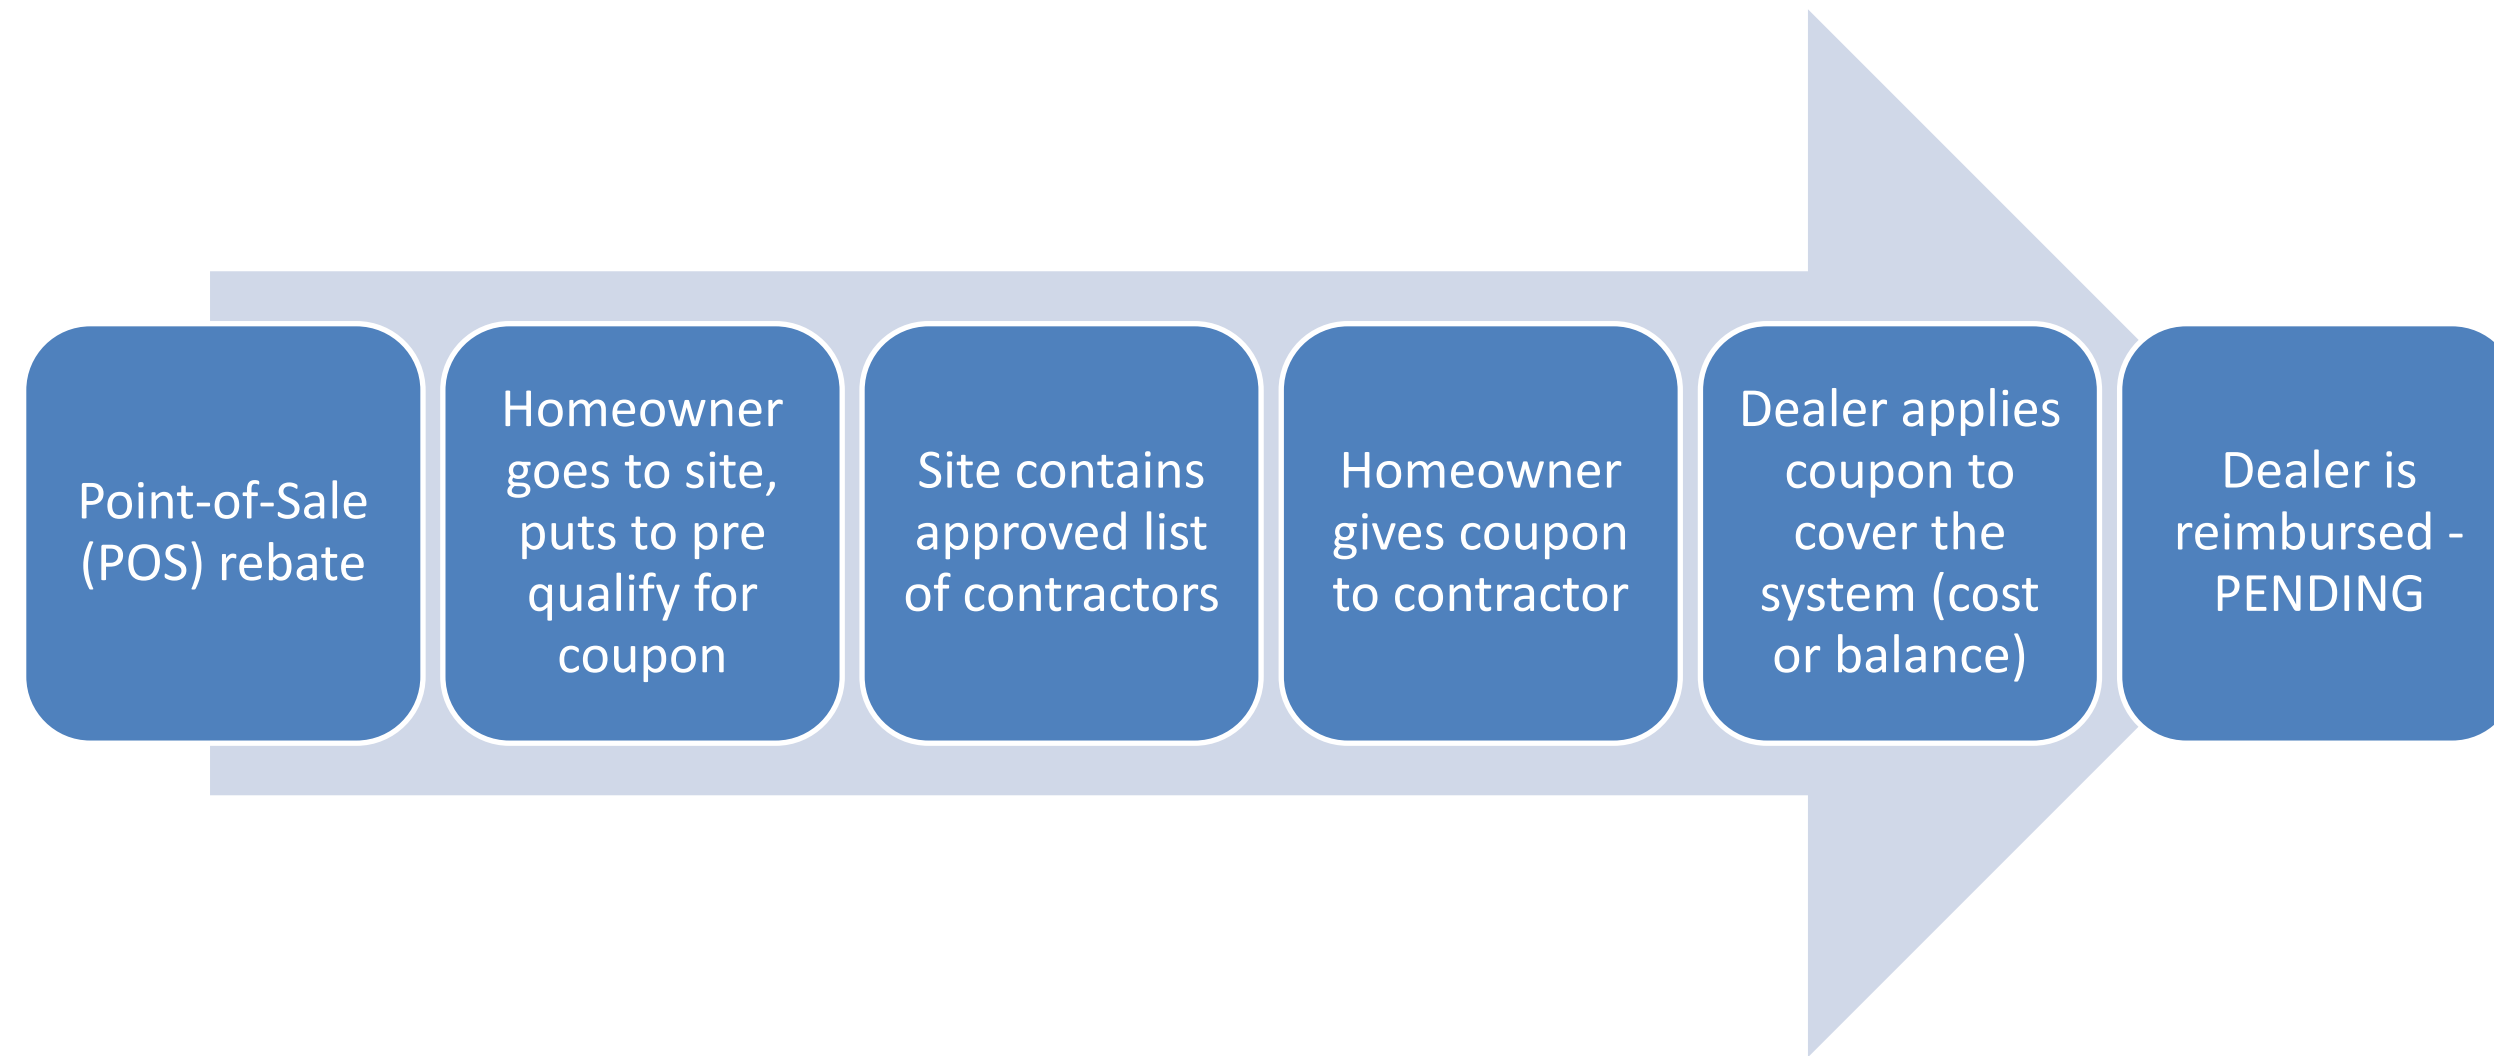 Point-of-Sale
(POS) rebate
Homeowner
goes to site,
puts to pre
qualify for
coupon
Site contains
approved list
of contractors
Homeowner
gives coupon
to contractor
Dealer applies
coupon to
cover the
system (cost
or balance)
Dealer is
reimbursed -
PENDING